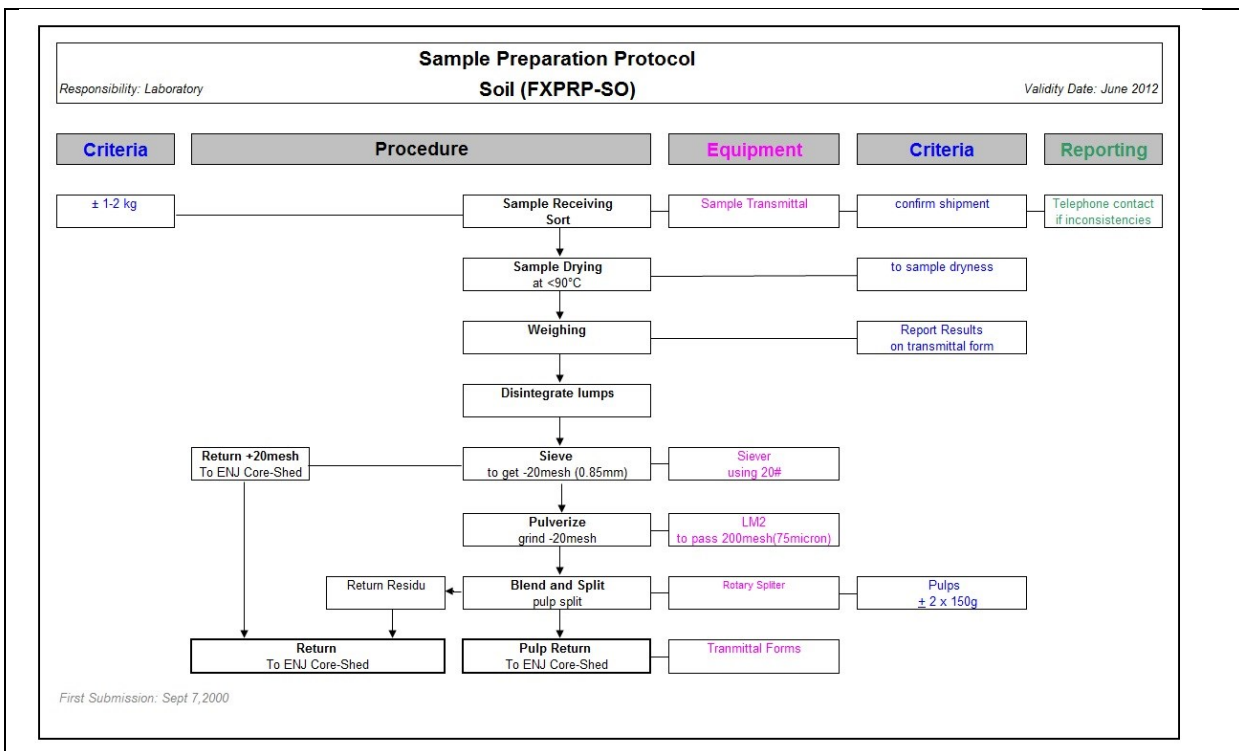 Sample Preparation Protocol
Responsibility: Laboratory
Soil (FXPRP-SO)
Validity Date: June 2012
Criteria
Procedure
Equipment
Criteria
Reporting
± 1-2 kg
Sample Receiving
Sort
Sample Transmittal
confirm shipment
Telephone contact
if inconsistencies
Sample Drying
at <90°C
to sample dryness
Weighing
Report Results
on transmittal form
Disintegrate lumps
Return +20mesh
To ENJ Core-Shed
Sieve
to get -20mesh (0.85mm)
Siever
using 20#
Pulverize
grind -20mesh
LM2
to pass 200mesh(75micron)
Return Residu
Blend and Split
pulp split
Rotary Spliter
Pulps
± 2 x 150g
Return
To ENJ Core-Shed
Pulp Return
To ENJ Core-Shed
Tranmittal Forms
First Submission: Sept 7,2000